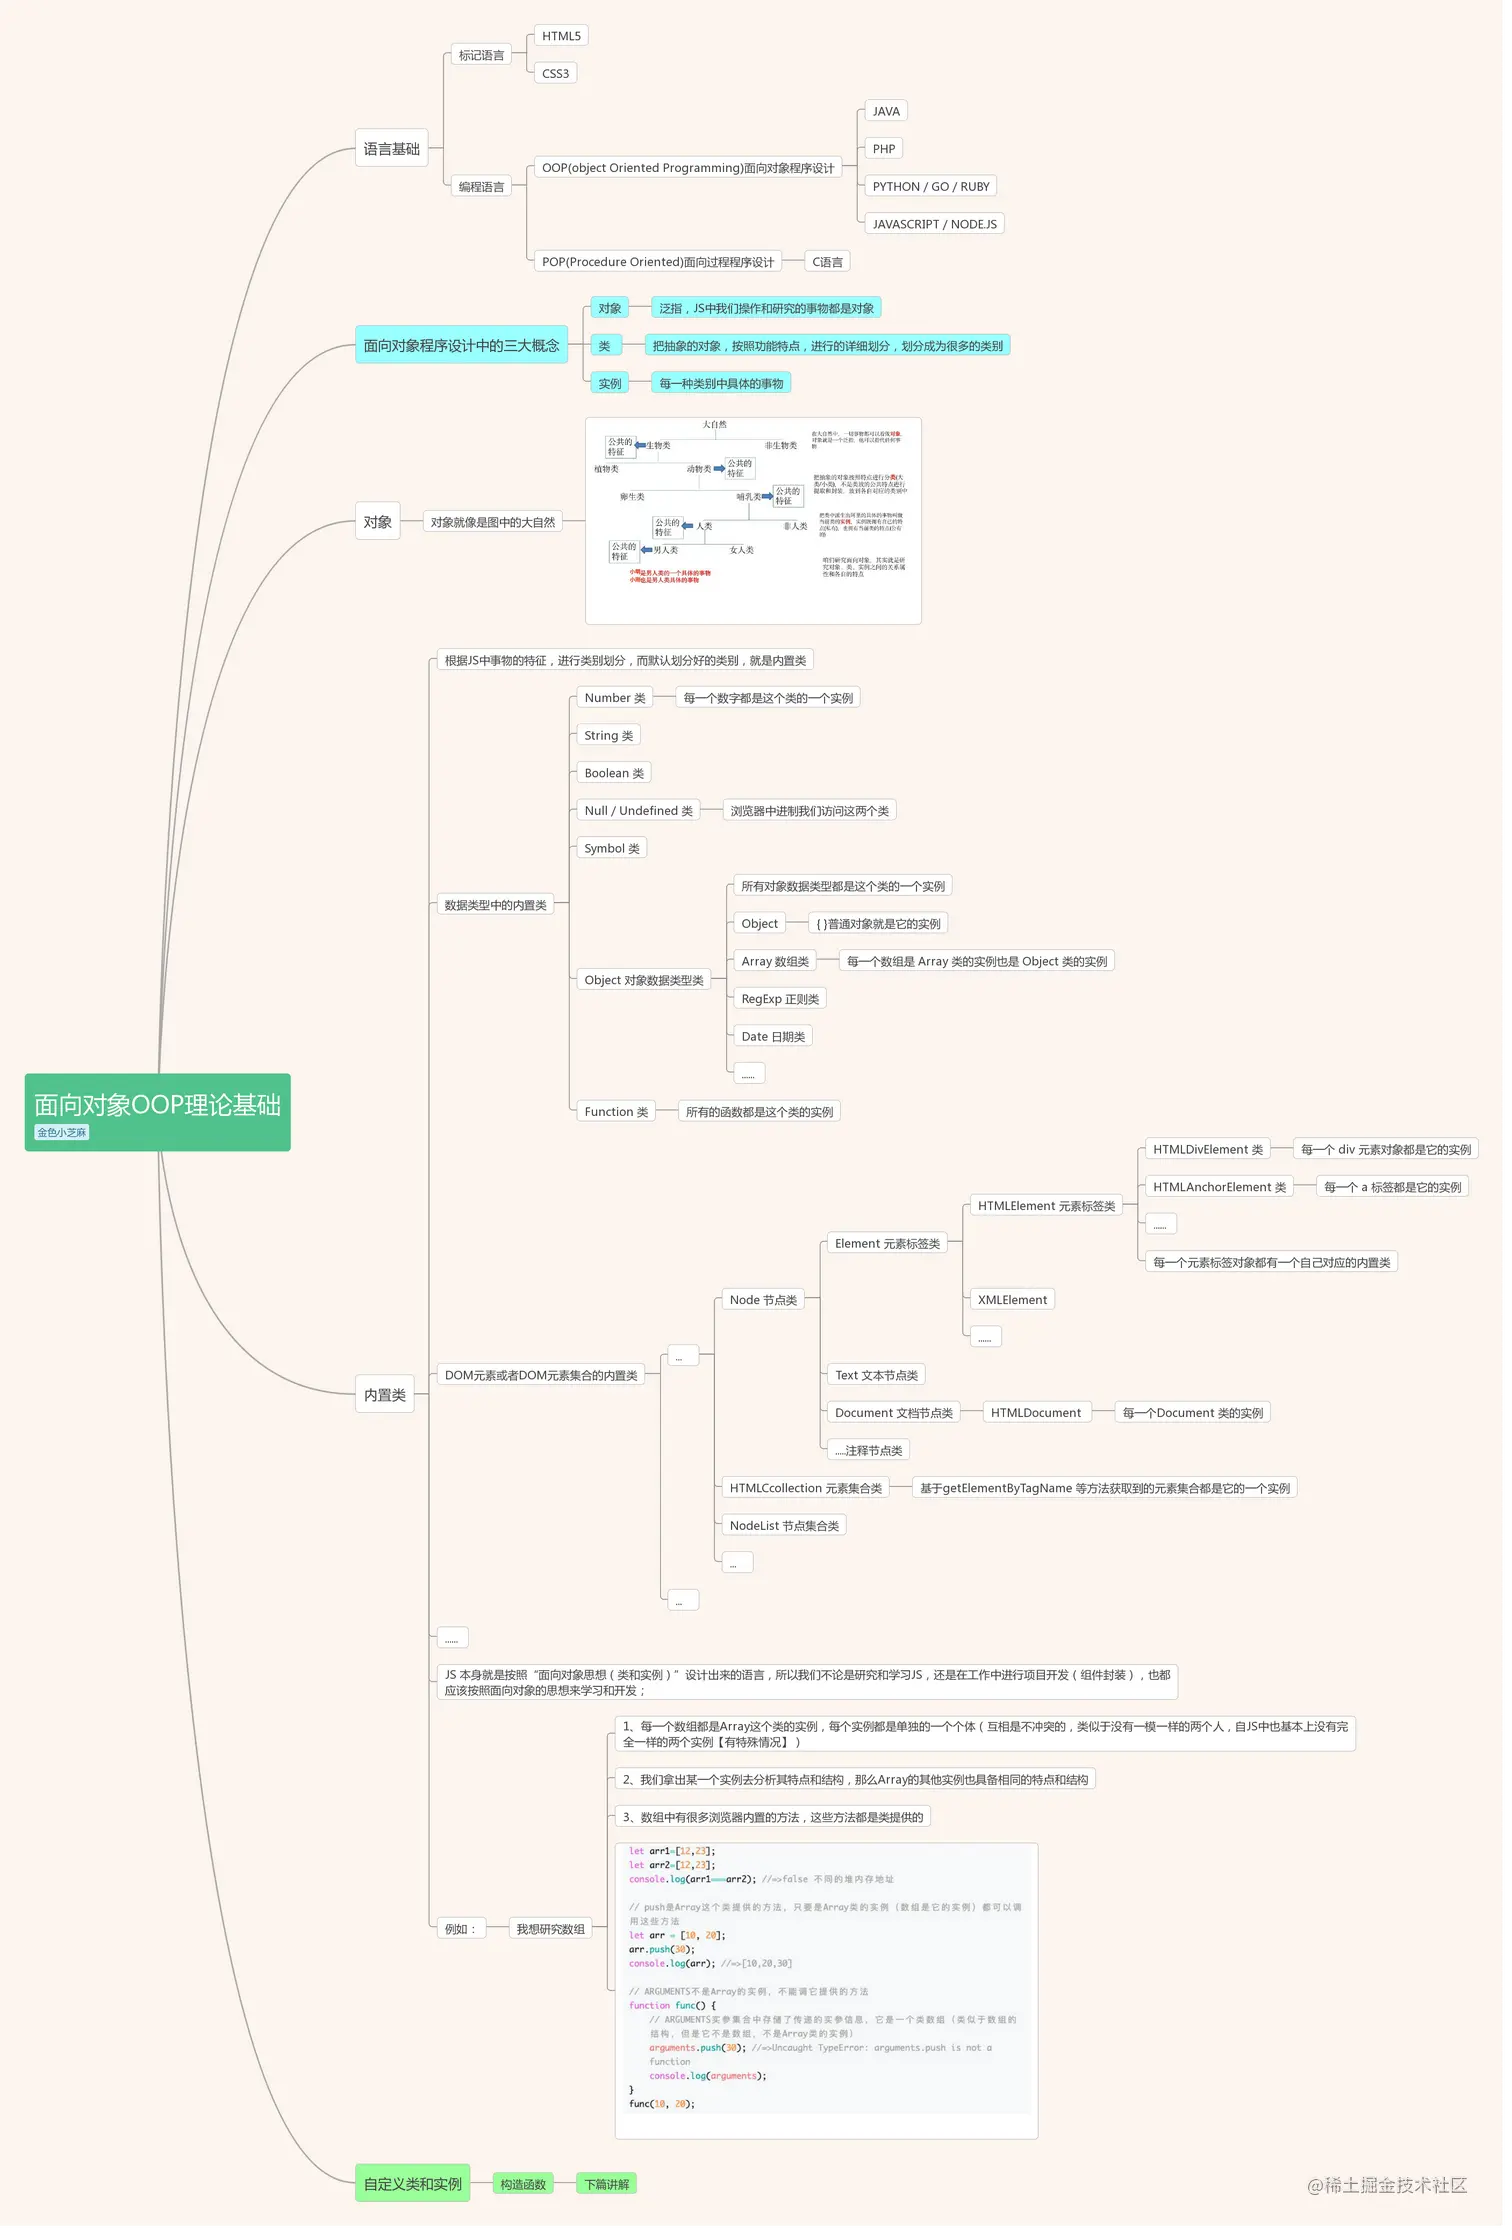 标记语言
HTML5
CSS3
语言基础
编程语言
OOP(object Oriented Programming)面向对象程序设计
JAVA
PHP
PYTHON / GO / RUBY
JAVASCRIPT / NODE.JS
POP(Procedure Oriented)面向过程程序设计
C语言
面向对象程序设计中的三大概念
对象
泛指，JS中我们操作和研究的事物都是对象
类
把抽象的对象，按照功能特点，进行的详细划分，划分成为很多的类别
实例
每一种类别中具体的事物
对象
对象就像是图中的大自然
大自然
公共的
特征
生物类
非生物类
植物类
动物类
公共的
特征
卵生类
哺乳类
公共的
特征
公共的
特征
人类
非人类
公共的
特征
男人类
女人类
是男人类的一个具体的事物
也是男人类具体的事物
面向对象OOP理论基础
金色小芝麻
内置类
根据JS中事物的特征，进行类别划分，而默认划分好的类别，就是内置类
数据类型中的内置类
Number 类
每一个数字都是这个类的一个实例
String 类
Boolean 类
Null / Undefined 类
浏览器中进制我们访问这两个类
Symbol 类
Object 对象数据类型类
所有对象数据类型都是这个类的一个实例
Object
{ }普通对象就是它的实例
Array 数组类
每一个数组是 Array 类的实例也是 Object 类的实例
RegExp 正则类
Date 日期类
......
Function 类
所有的函数都是这个类的实例
DOM元素或者DOM元素集合的内置类
...
Node 节点类
Element 元素标签类
HTMLElement 元素标签类
HTMLDivElement 类
每一个 div 元素对象都是它的实例
HTMLAnchorElement 类
每一个 a 标签都是它的实例
......
每一个元素标签对象都有一个自己对应的内置类
XMLElement
......
Text 文本节点类
Document 文档节点类
HTMLDocument
每一个Document 类的实例
.....注释节点类
HTMLCcollection 元素集合类
基于getElementByTagName 等方法获取到的元素集合都是它的一个实例
NodeList 节点集合类
...
...
......
JS 本身就是按照“面向对象思想（类和实例）”设计出来的语言，所以我们不论是研究和学习JS，还是在工作中进行项目开发（组件封装），也都
应该按照面向对象的思想来学习和开发；
例如：
我想研究数组
1、每一个数组都是Array这个类的实例，每个实例都是单独的一个个体（互相是不冲突的，类似于没有一模一样的两个人，自JS中也基本上没有完
全一样的两个实例【有特殊情况】）
2、我们拿出某一个实例去分析其特点和结构，那么Array的其他实例也具备相同的特点和结构
3、数组中有很多浏览器内置的方法，这些方法都是类提供的
let arr1=[12,23];
let arr2=[12,23];
console.log(arr1===arr2); //=>false 不同的堆内存地址
// push是Array这个类提供的方法，只要是Array类的实例（数组是它的实例）都可以调
用这些方法
let arr = [10, 20];
arr.push(30);
console.log(arr); //=>[10,20,30]
// ARGUMENTS不是Array的实例，不能调它提供的方法
function func() {
// ARGUMENTS实参集合中存储了传递的实参信息，它是一个类数组（类似于数组的
结构，但是它不是数组，不是Array类的实例）
arguments.push(30); //=>Uncaught TypeError: arguments.push is not a
function
console.log(arguments);
}
func(10, 20);
自定义类和实例
构造函数
下篇讲解
@稀土掘金技术社区